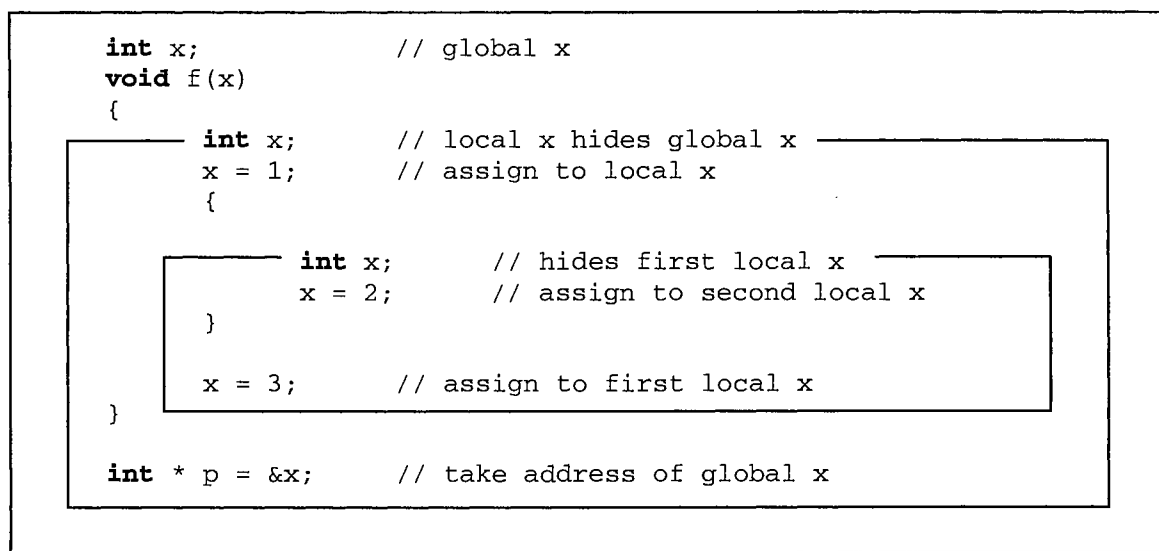 int x; // global x
void f(x)
{
int x; // local x hides global x
x = 1; // assign to local x
{
int x; // hides first local x
x = 2; // assign to second local x
}
x = 3; // assign to first local x
}
int * p = &x; // take address of global x